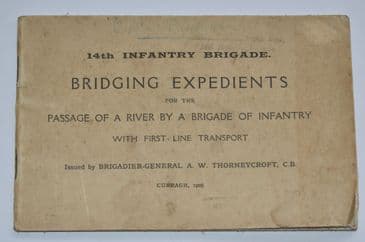 14th INFANTRY BRIGADE.
BRIDGING EXPEDIENTS
FOR THE
PASSAGE OF A RIVER BY A BRIGADE OF INFANTRY
WITH FIRST-LINE TRANSPORT
Issued by BRIGADIER-GENERAL A. W. THORNEYCROFT, C.B.
CURRAGH,